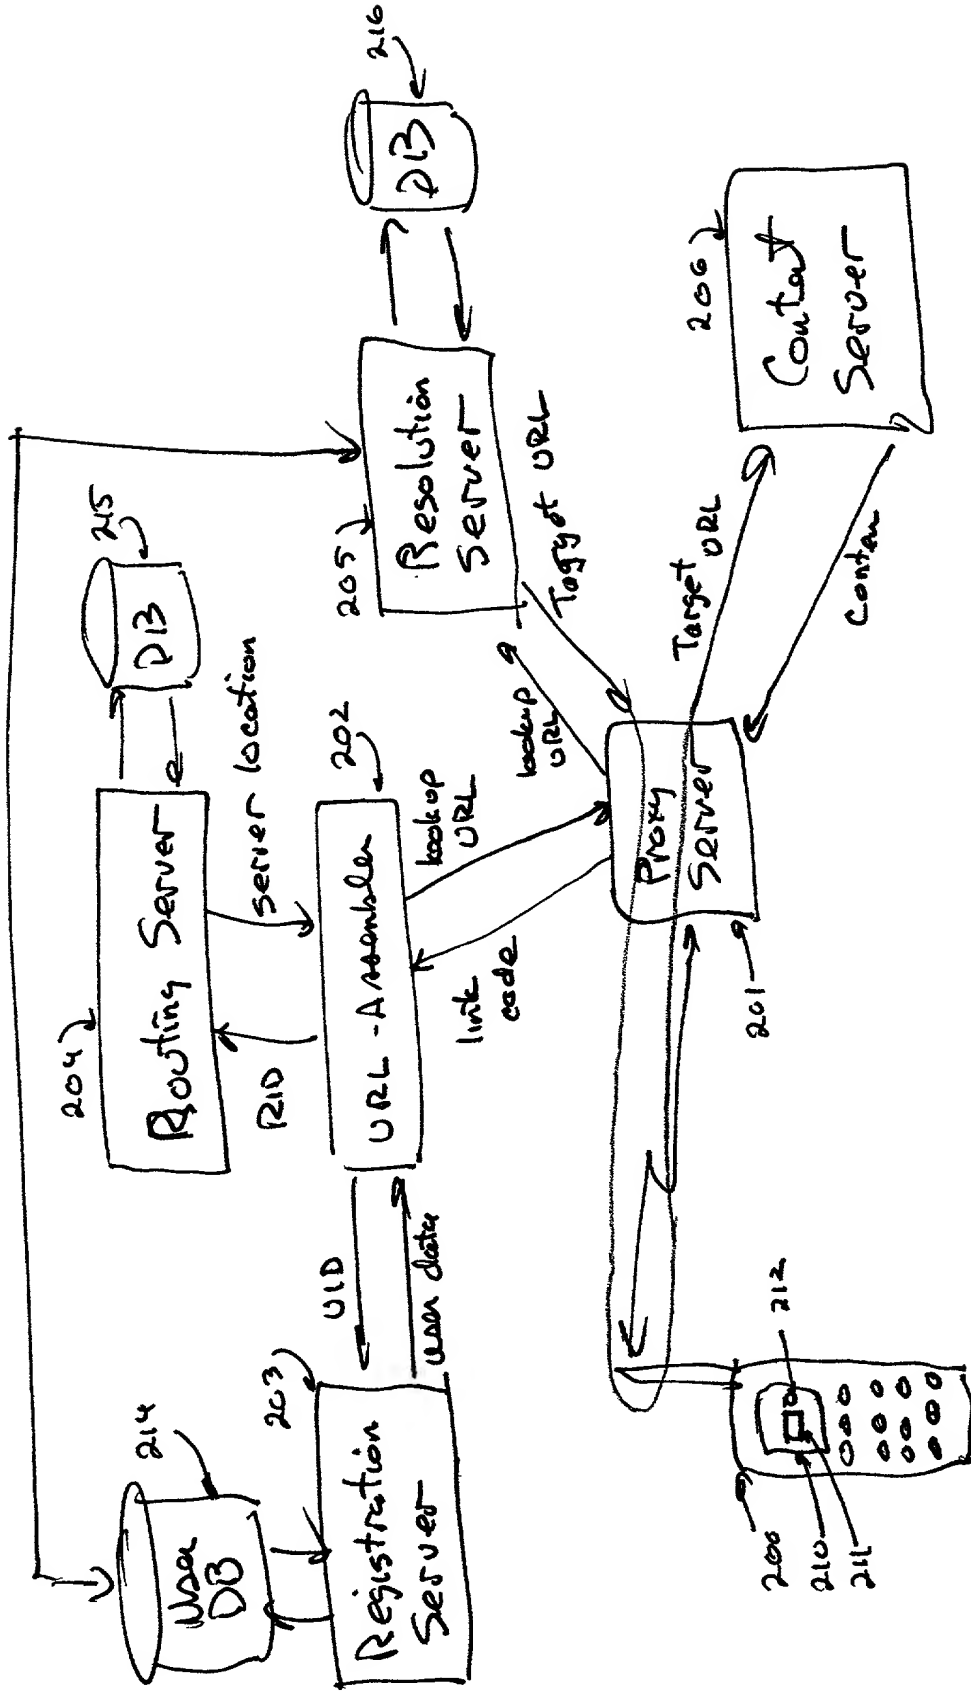 216
DB
215
DB
206
Content
Server
Resolution
Server
205
Target URL
Target
URL
Conten
server location
202
lookup
URL
lookup
URL
Routing Server
204
RID
URL-Assembler
link
code
Proxy
Server
201
UID
user data
203
214
User
DB
Registration
Server
212
200
210
211